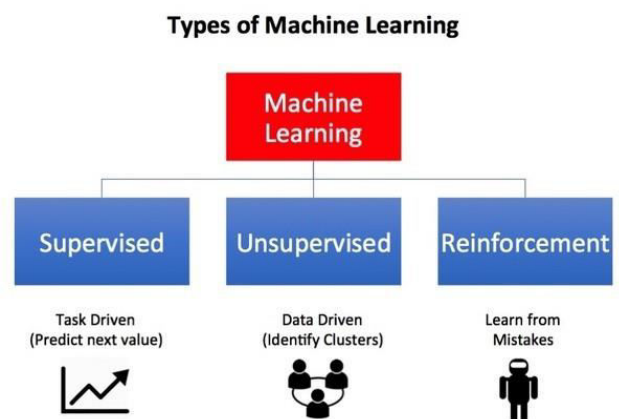 Types of Machine Learning
Machine
Learning
Supervised
Unsupervised
Reinforcement
Task Driven
(Predict next value)
Data Driven
(Identify Clusters)
Learn from
Mistakes